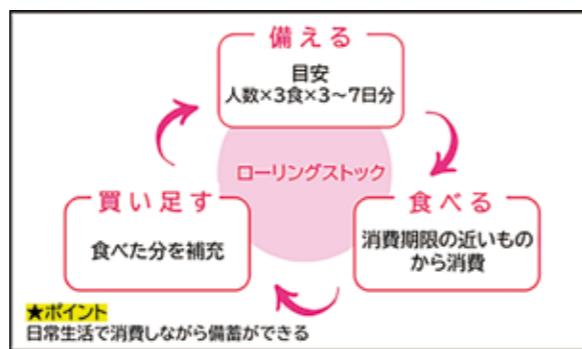 備える
目安
人数×3食×3〜7日分
ローリングストック
買い足す
食べた分を補充
食べる
消費期限の近いもの
から消費
★ポイント
日常生活で消費しながら備蓄ができる